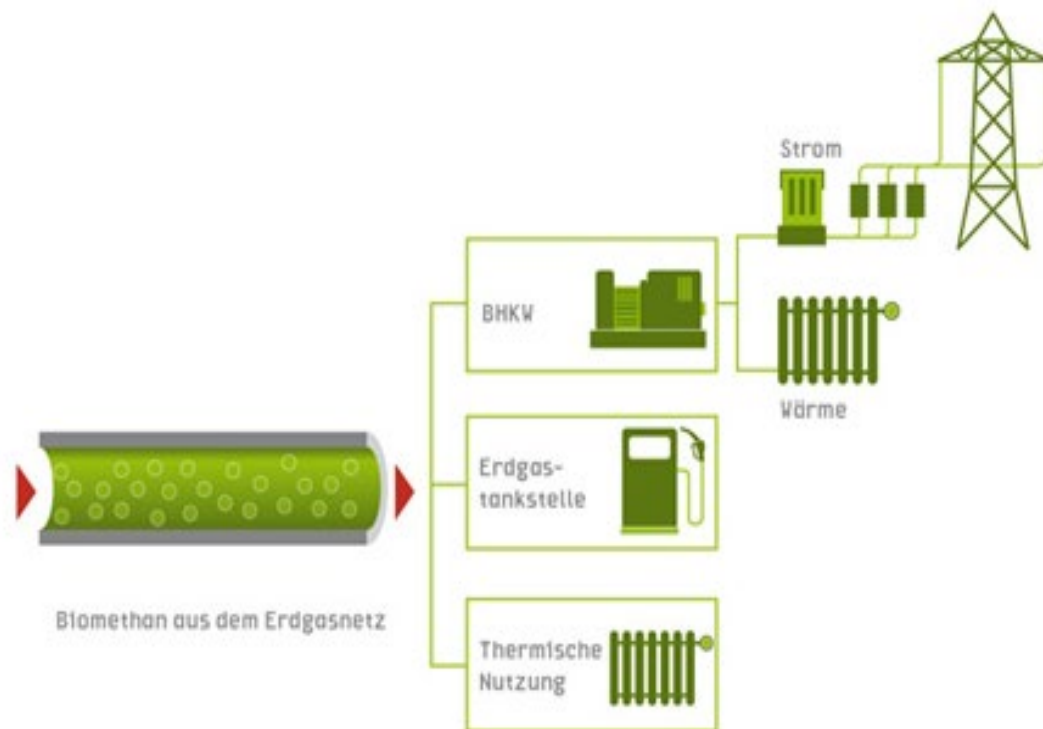 Strom
BHKW
Wärme
Erdgas-
tankstelle
Biomethan aus dem Erdgasnetz
Thermische
Nutzung